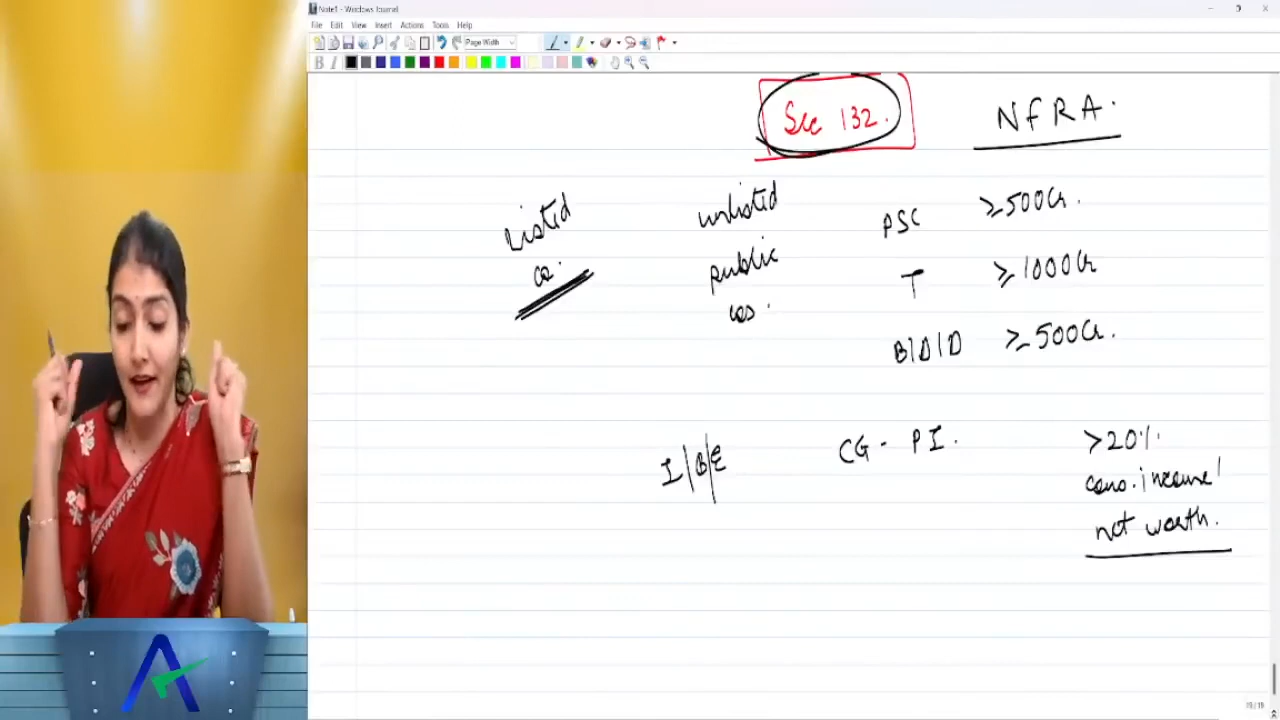 Note1 - Windows Journal
File Edit View Insert Actions Tools Help
Page Width
B I
Sec 132.
NFRA.
Listed
co.
unlisted
public
cos.
PSC ≥500Cr.
T ≥1000Cr
B/D/D ≥500Cr.
I/B/E
CG - PI.
>20%
cons. income/
net worth.